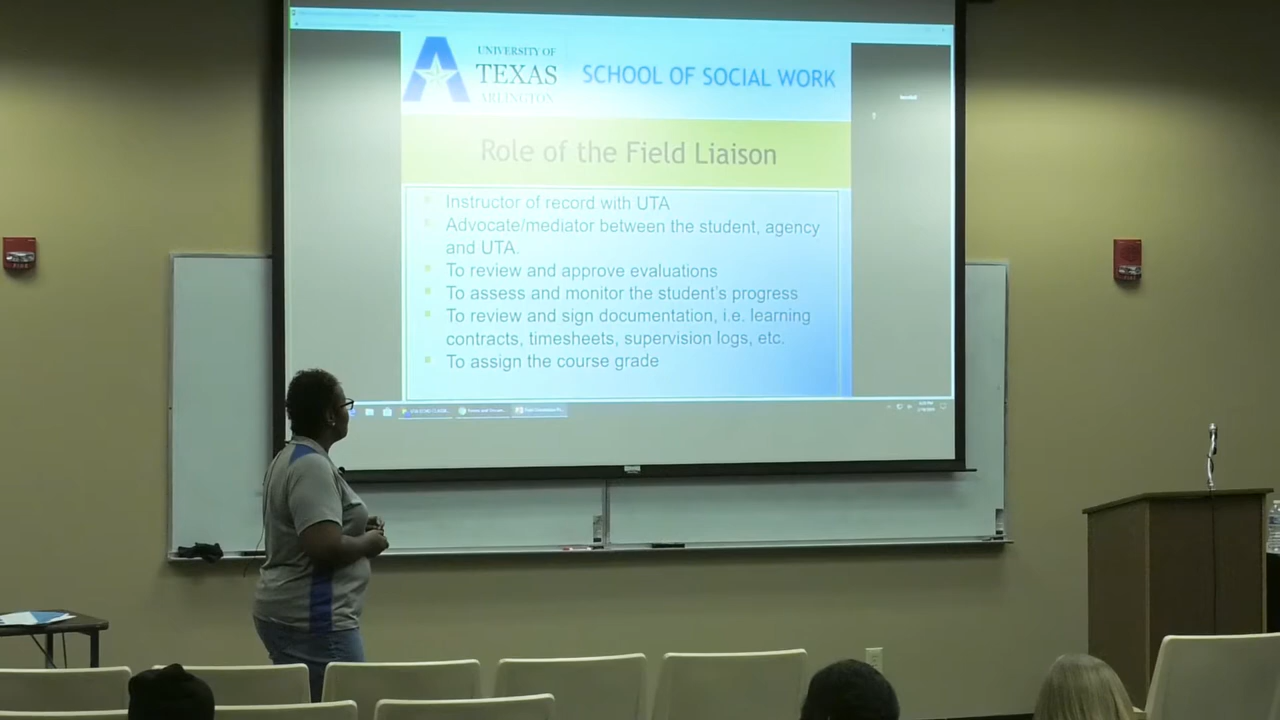 UNIVERSITY OF
TEXAS
ARLINGTON
SCHOOL OF SOCIAL WORK
Role of the Field Liaison
Instructor of record with UTA
Advocate/mediator between the student, agency
and UTA.
To review and approve evaluations
To assess and monitor the student's progress
To review and sign documentation, i.e. learning
contracts, timesheets, supervision logs, etc.
To assign the course grade
FIRE